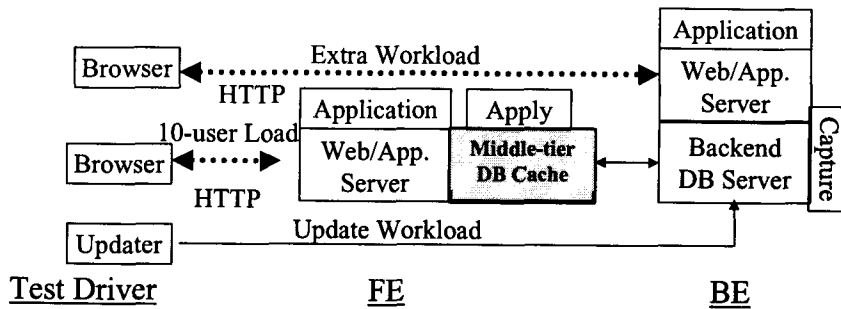 Application
Extra Workload
Browser
Web/App.
Server
HTTP
Application
Apply
10-user Load
Browser
Web/App.
Server
Middle-tier
DB Cache
Backend
DB Server
Capture
HTTP
Updater
Update Workload
Test Driver
FE
BE